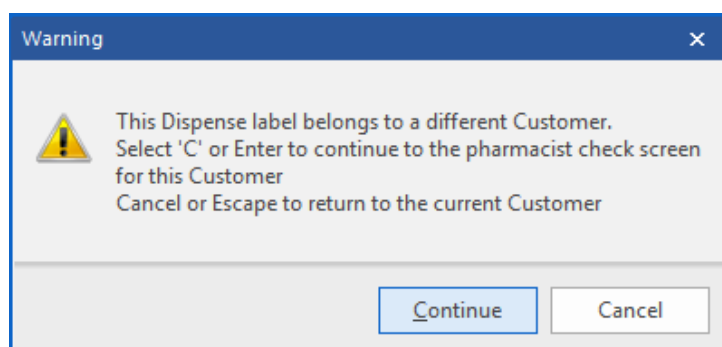 Warning
This Dispense label belongs to a different Customer.
Select 'C' or Enter to continue to the pharmacist check screen
for this Customer
Cancel or Escape to return to the current Customer
Continue
Cancel